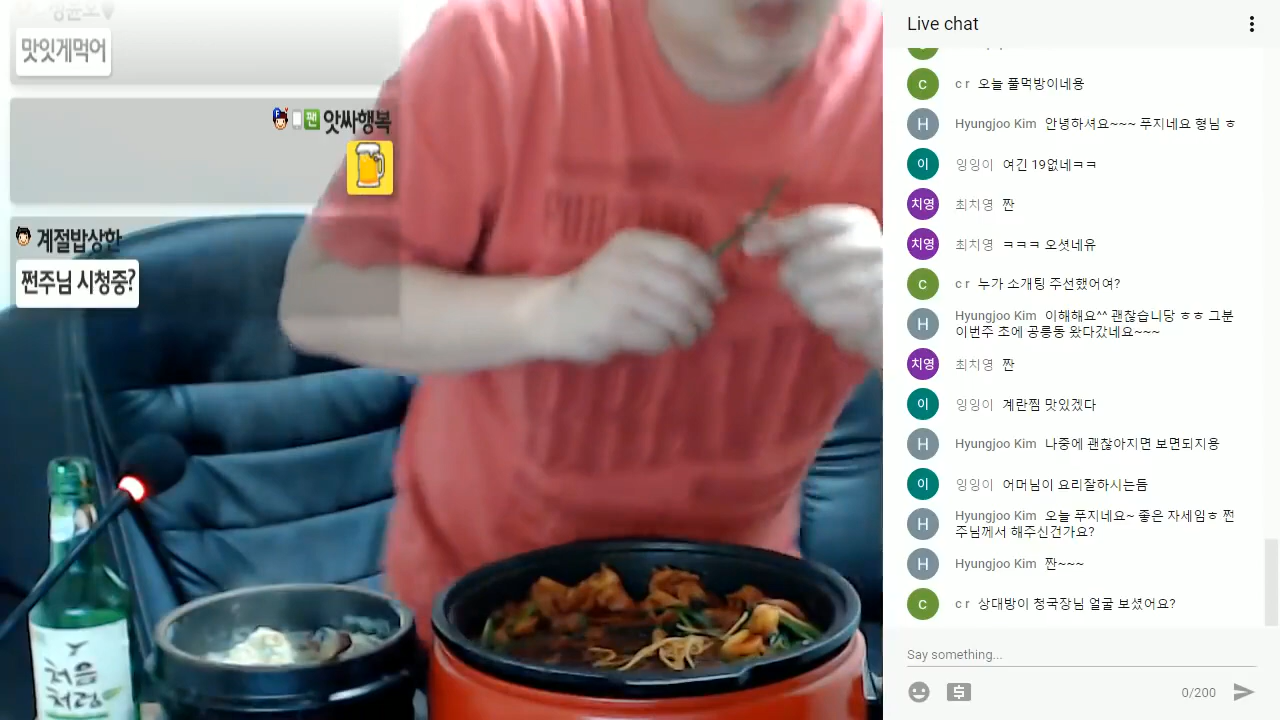 맛잇게먹어
팬 앗싸행복
계절밥상한
쩐주님 시청중?
처음
처럼
Live chat
c r 오늘 풀먹방이네용
Hyungjoo Kim 안녕하셔요~~~ 푸지네요 형님 ㅎ
잉잉이 여긴 19없네ㅋㅋ
최치영 짠
최치영 ㅋㅋㅋ 오셧네유
c r 누가 소개팅 주선했어여?
Hyungjoo Kim 이해해요^^ 괜찮습니당 ㅎㅎ 그분
이번주 초에 공릉동 왔다갔네요~~~
최치영 짠
잉잉이 계란찜 맛있겠다
Hyungjoo Kim 나중에 괜찮아지면 보면되지용
잉잉이 어머님이 요리잘하시는듬
Hyungjoo Kim 오늘 푸지네요~ 좋은 자세임ㅎ 쩐
주님께서 해주신건가요?
Hyungjoo Kim 짠~~~
c r 상대방이 청국장님 얼굴 보셨어요?
Say something...
0/200